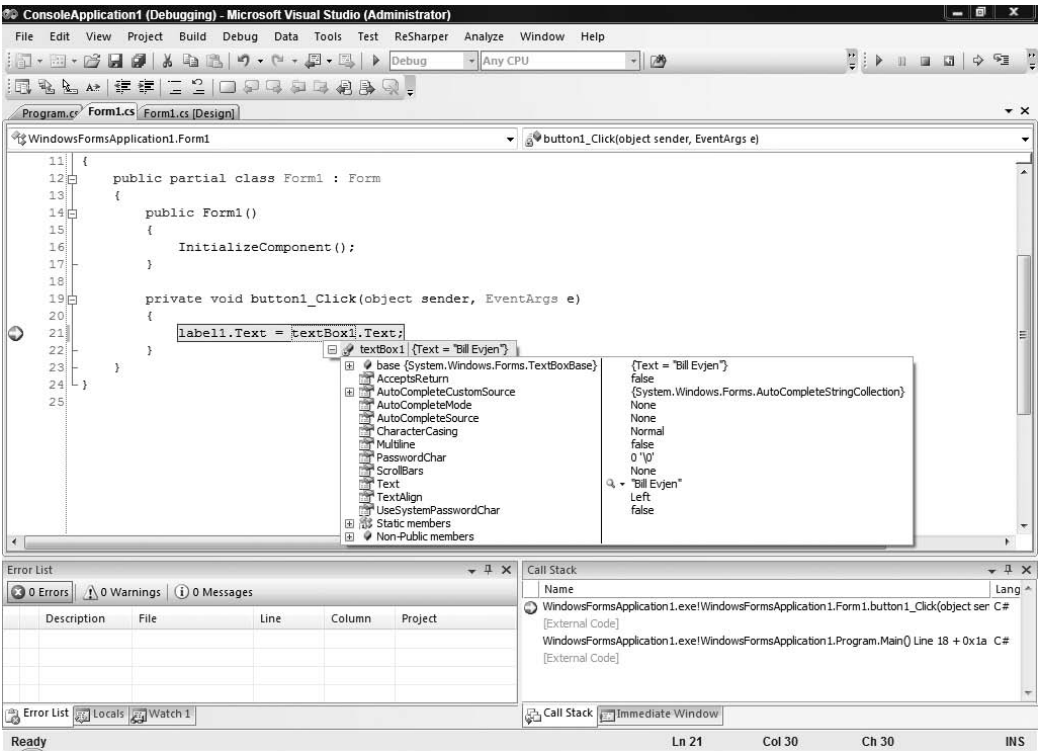 ConsoleApplication1 (Debugging) - Microsoft Visual Studio (Administrator)
File Edit View Project Build Debug Data Tools Test ReSharper Analyze Window Help
Debug Any CPU
Program.cs Form1.cs Form1.cs [Design]
WindowsFormsApplication1.Form1 button1_Click(object sender, EventArgs e)
11 {
12 public partial class Form1 : Form
13 {
14 public Form1()
15 {
16 InitializeComponent();
17 }
18
19 private void button1_Click(object sender, EventArgs e)
20 {
21 label1.Text = textBox1.Text;
22 }
textBox1 {Text = "Bill Evjen"}
23 }
base {System.Windows.Forms.TextBoxBase} {Text = "Bill Evjen"}
24 }
AcceptsReturn false
25
AutoCompleteCustomSource {System.Windows.Forms.AutoCompleteStringCollection}
AutoCompleteMode None
AutoCompleteSource None
CharacterCasing Normal
Multiline false
PasswordChar 0 '\0'
ScrollBars None
Text "Bill Evjen"
TextAlign Left
UseSystemPasswordChar false
Static members
Non-Public members
Error List
0 Errors 0 Warnings 0 Messages
Description File Line Column Project
Error List Locals Watch 1
Call Stack
Name Lang
WindowsFormsApplication1.exe!WindowsFormsApplication1.Form1.button1_Click(object ser C#
[External Code]
WindowsFormsApplication1.exe!WindowsFormsApplication1.Program.Main() Line 18 + 0x1a C#
[External Code]
Call Stack Immediate Window
Ready Ln 21 Col 30 Ch 30 INS